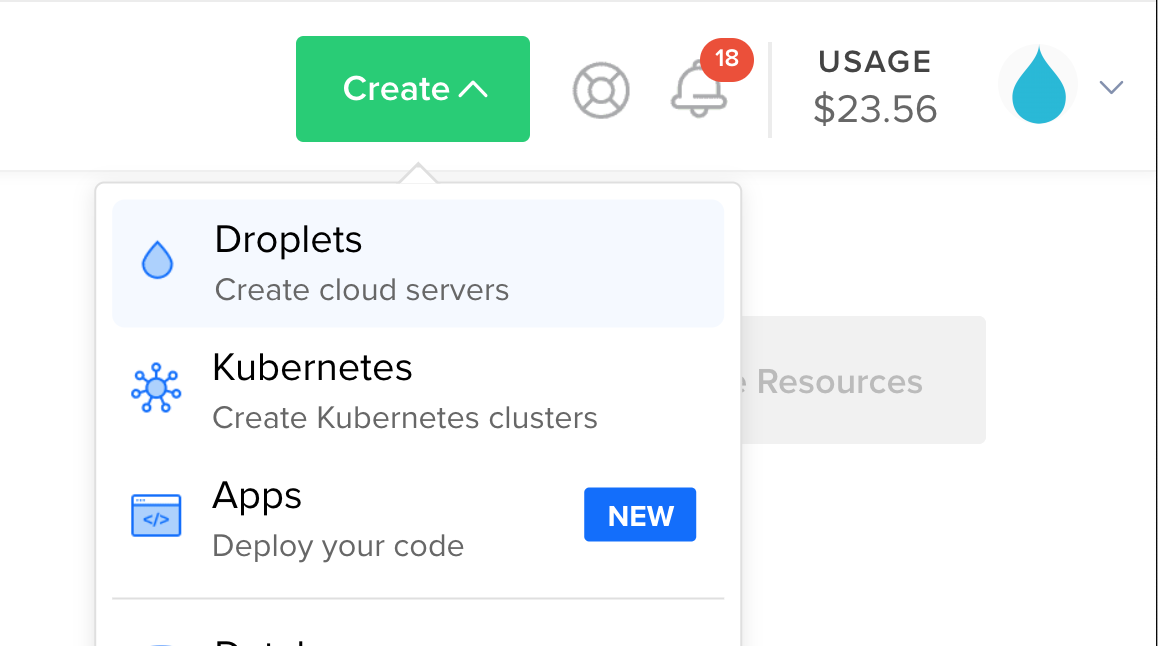 Create
18
USAGE
$23.56
Droplets
Create cloud servers
Kubernetes
Create Kubernetes clusters
Resources
Apps
NEW
Deploy your code